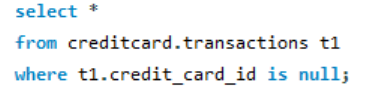 select *
from creditcard.transactions t1
where t1.credit_card_id is null;